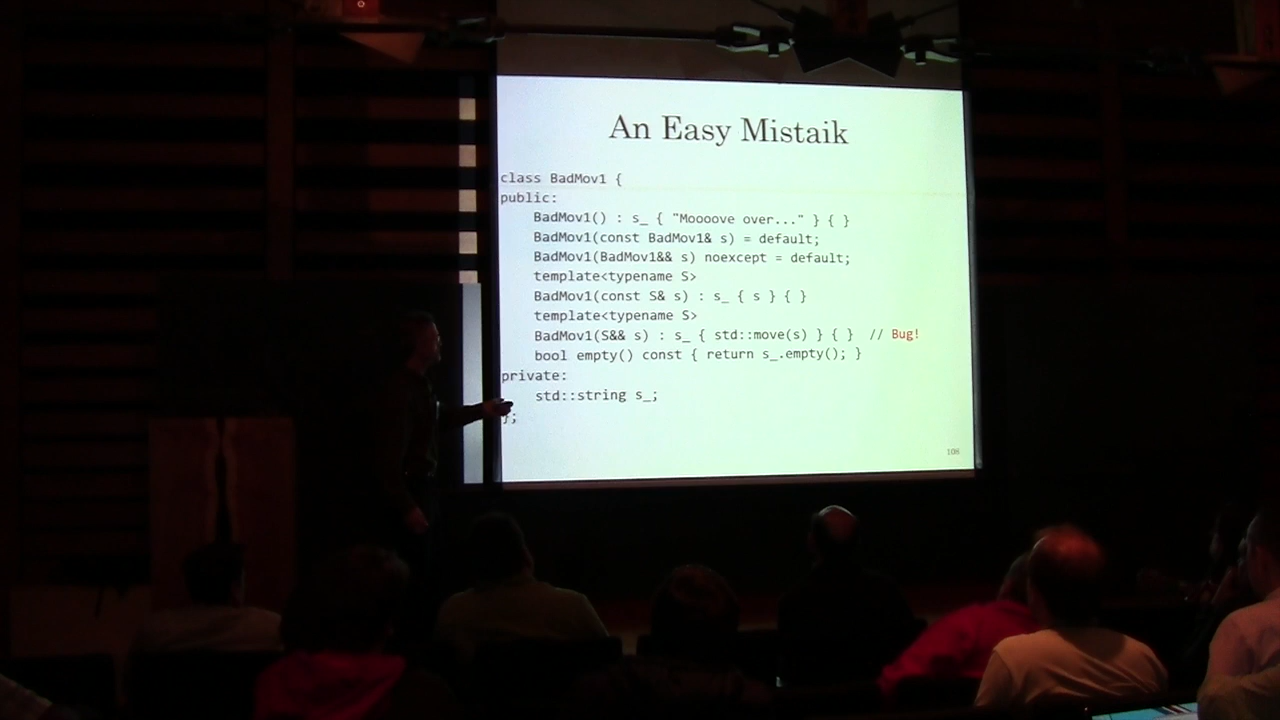 An Easy Mistaik
class BadMov1 {
public:
BadMov1() : s_ { "Moooove over..." } { }
BadMov1(const BadMov1& s) = default;
BadMov1(BadMov1&& s) noexcept = default;
template<typename S>
BadMov1(const S& s) : s_ { s } { }
template<typename S>
BadMov1(S&& s) : s_ { std::move(s) } { } // Bug!
bool empty() const { return s_.empty(); }
private:
std::string s_;
};
108